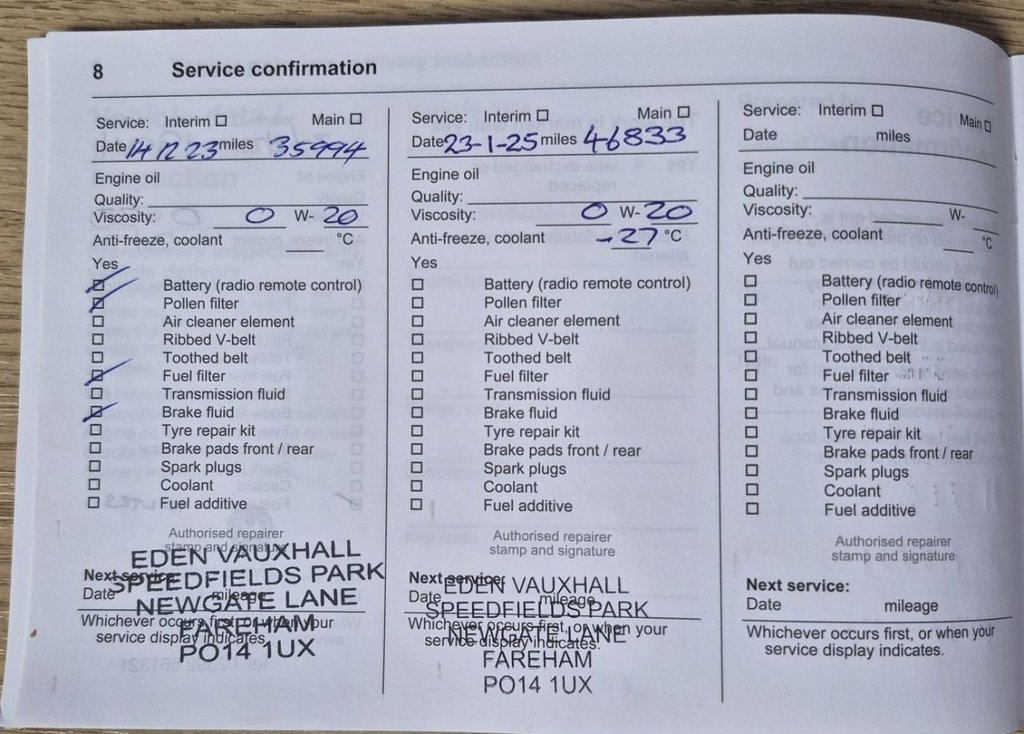 8 Service confirmation
Service: Interim ☐ Main ☐
Date 14 12 23 miles 35994
Engine oil
Quality:
Viscosity: 0 W- 20
Anti-freeze, coolant °C
Yes
Battery (radio remote control)
Pollen filter
Air cleaner element
Ribbed V-belt
Toothed belt
Fuel filter
Transmission fluid
Brake fluid
Tyre repair kit
Brake pads front / rear
Spark plugs
Coolant
Fuel additive
Authorised repairer
stamp and signature
EDEN VAUXHALL
SPEEDFIELDS PARK
NEWGATE LANE
FAREHAM
PO14 1UX
Next service:
Date mileage
Whichever occurs first, or when your
service display indicates.
Service: Interim ☐ Main ☐
Date 23-1-25 miles 46833
Engine oil
Quality:
Viscosity: 0 W- 20
Anti-freeze, coolant -27 °C
Yes
Battery (radio remote control)
Pollen filter
Air cleaner element
Ribbed V-belt
Toothed belt
Fuel filter
Transmission fluid
Brake fluid
Tyre repair kit
Brake pads front / rear
Spark plugs
Coolant
Fuel additive
Authorised repairer
stamp and signature
Next service:
Date mileage
Whichever occurs first, or when your
service display indicates.
EDEN VAUXHALL
SPEEDFIELDS PARK
NEWGATE LANE
FAREHAM
PO14 1UX
Service: Interim ☐ Main ☐
Date miles
Engine oil
Quality:
Viscosity: W-
Anti-freeze, coolant °C
Yes
Battery (radio remote control)
Pollen filter
Air cleaner element
Ribbed V-belt
Toothed belt
Fuel filter
Transmission fluid
Brake fluid
Tyre repair kit
Brake pads front / rear
Spark plugs
Coolant
Fuel additive
Authorised repairer
stamp and signature
Next service:
Date mileage
Whichever occurs first, or when your
service display indicates.